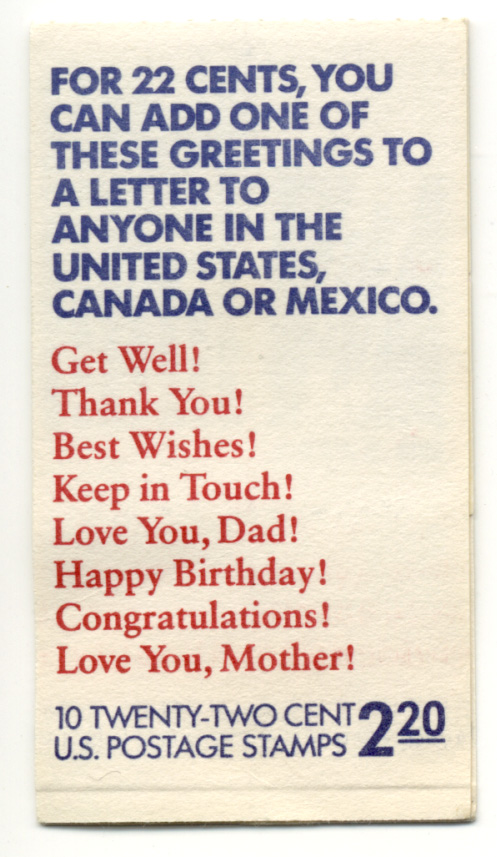 FOR 22 CENTS, YOU
CAN ADD ONE OF
THESE GREETINGS TO
A LETTER TO
ANYONE IN THE
UNITED STATES,
CANADA OR MEXICO.
Get Well!
Thank You!
Best Wishes!
Keep in Touch!
Love You, Dad!
Happy Birthday!
Congratulations!
Love You, Mother!
10 TWENTY-TWO CENT
U.S. POSTAGE STAMPS 2 20